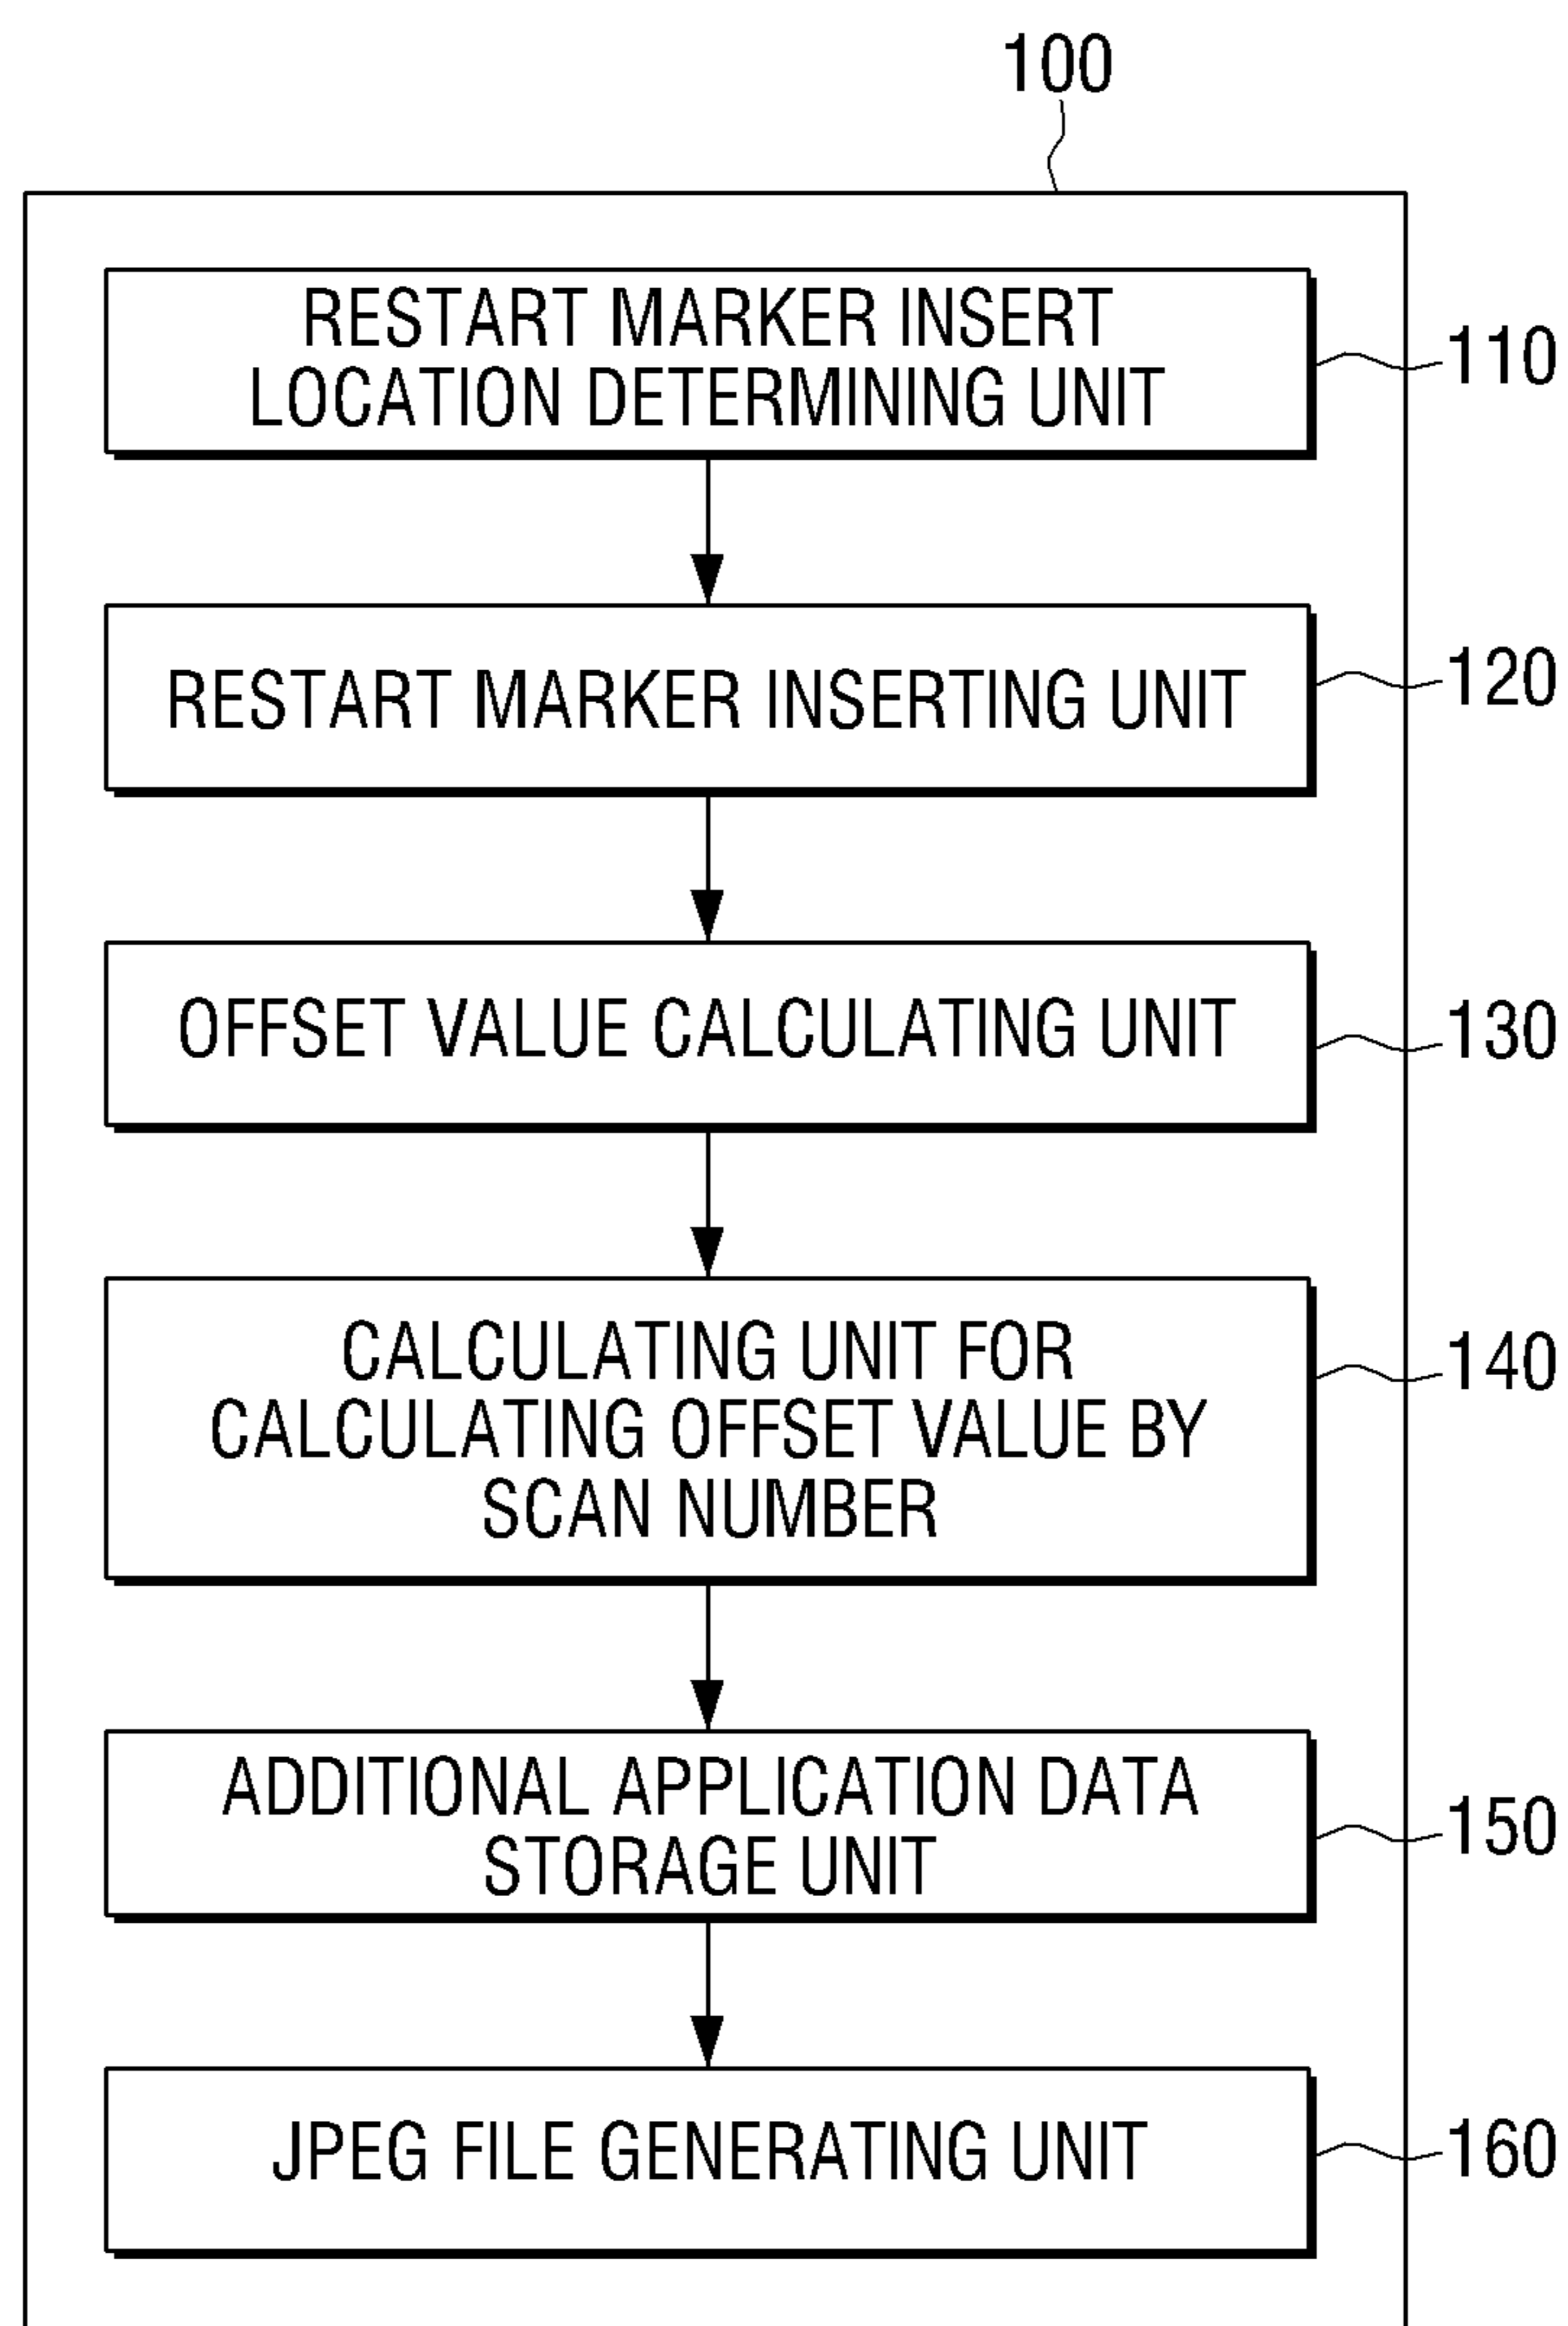 100
RESTART MARKER INSERT
LOCATION DETERMINING UNIT
110
RESTART MARKER INSERTING UNIT
120
OFFSET VALUE CALCULATING UNIT
130
CALCULATING UNIT FOR
CALCULATING OFFSET VALUE BY
SCAN NUMBER
140
ADDITIONAL APPLICATION DATA
STORAGE UNIT
150
JPEG FILE GENERATING UNIT
160